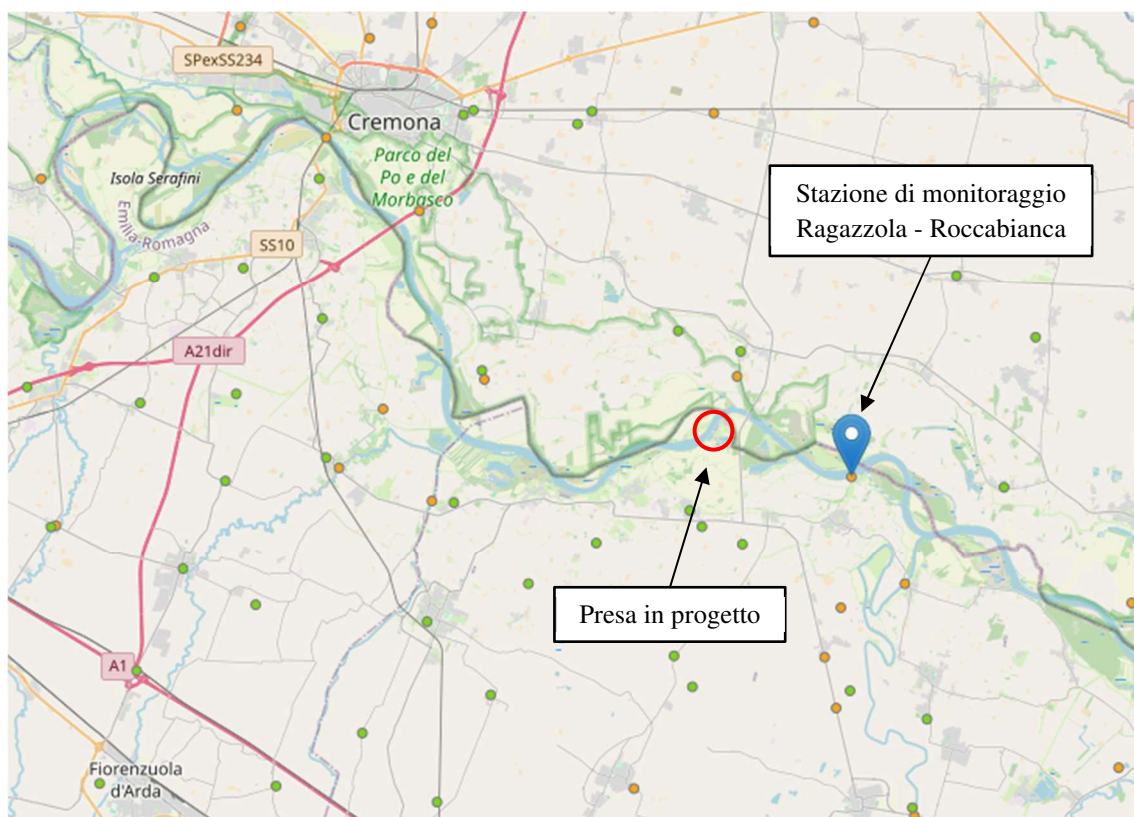 SPexSS234
Cremona
Parco del
Po e del
Morbasco
Isola Serafini
Emilia-Romagna
SS10
Stazione di monitoraggio
Ragazzola - Roccabianca
A21dir
Presa in progetto
A1
Fiorenzuola
d'Arda